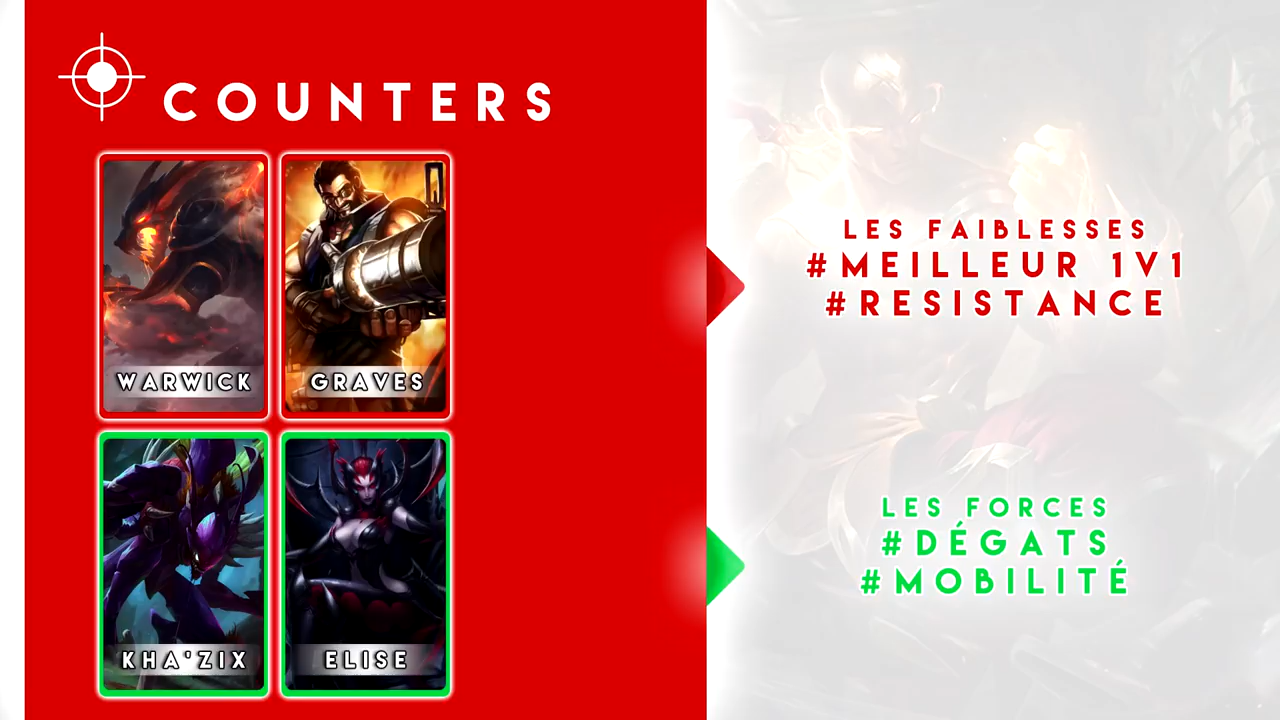 COUNTERS
WARWICK
GRAVES
KHA'ZIX
ELISE
LES FAIBLESSES
#MEILLEUR 1V1
#RESISTANCE
LES FORCES
#DÉGATS
#MOBILITÉ